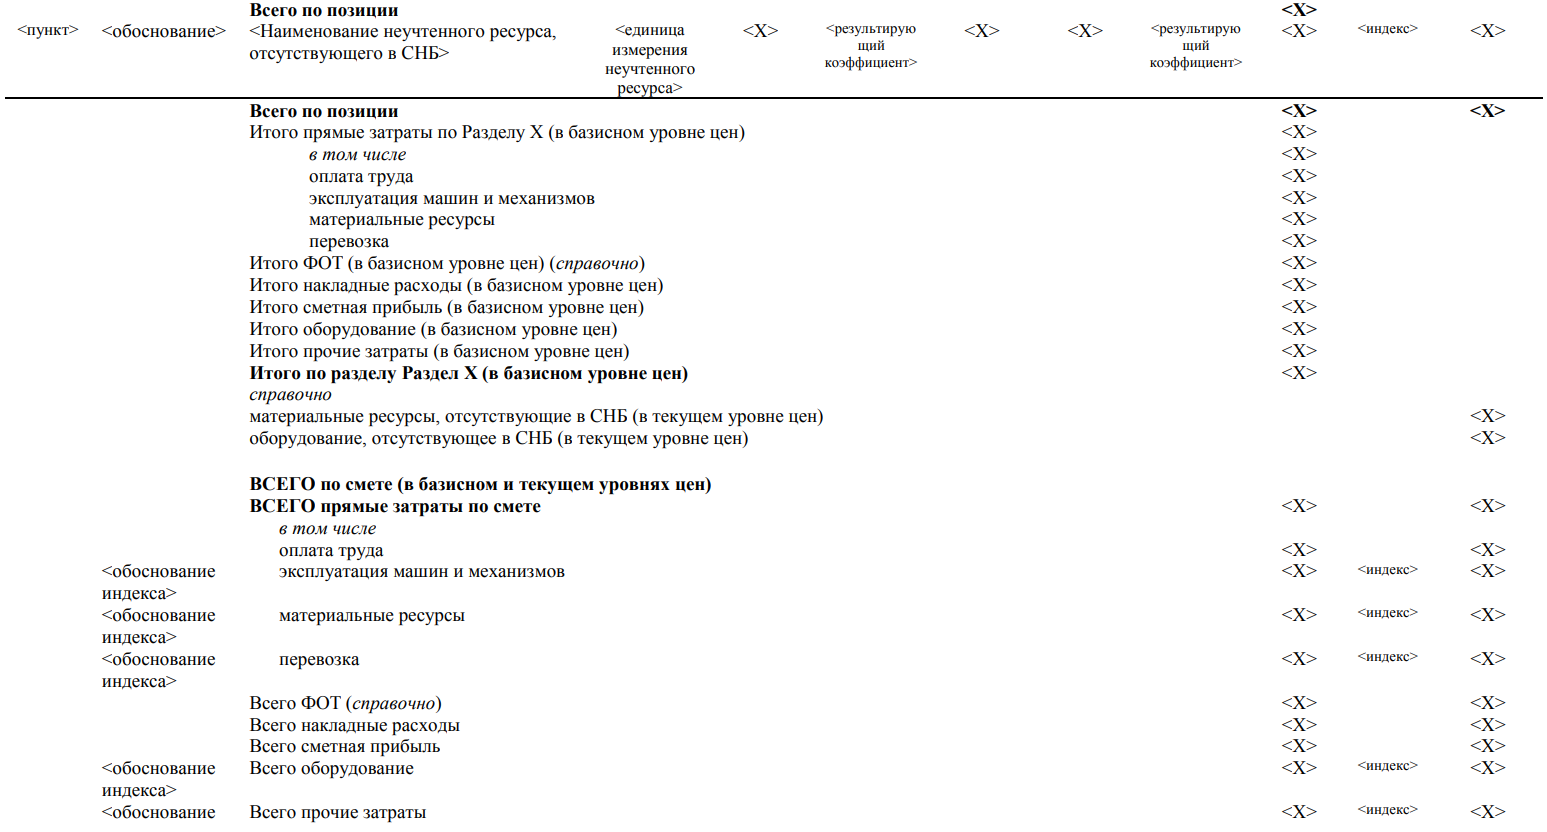 Всего по позиции <X>
<пункт> <обоснование> <Наименование неучтенного ресурса, <единица <X> <результирую <X> <X> <результирую <X> <индекс> <X>
отсутствующего в СНБ> измерения щий щий
неучтенного коэффициент> коэффициент>
ресурса>
Всего по позиции <X> <X>
Итого прямые затраты по Разделу X (в базисном уровне цен) <X>
в том числе <X>
оплата труда <X>
эксплуатация машин и механизмов <X>
материальные ресурсы <X>
перевозка <X>
Итого ФОТ (в базисном уровне цен) (справочно) <X>
Итого накладные расходы (в базисном уровне цен) <X>
Итого сметная прибыль (в базисном уровне цен) <X>
Итого оборудование (в базисном уровне цен) <X>
Итого прочие затраты (в базисном уровне цен) <X>
Итого по разделу Раздел X (в базисном уровне цен) <X>
справочно
материальные ресурсы, отсутствующие в СНБ (в текущем уровне цен) <X>
оборудование, отсутствующее в СНБ (в текущем уровне цен) <X>
ВСЕГО по смете (в базисном и текущем уровнях цен)
ВСЕГО прямые затраты по смете <X> <X>
в том числе
оплата труда <X> <X>
<обоснование эксплуатация машин и механизмов <X> <индекс> <X>
индекса>
<обоснование материальные ресурсы <X> <индекс> <X>
индекса>
<обоснование перевозка <X> <индекс> <X>
индекса>
Всего ФОТ (справочно) <X> <X>
Всего накладные расходы <X> <X>
Всего сметная прибыль <X> <X>
<обоснование Всего оборудование <X> <индекс> <X>
индекса>
<обоснование Всего прочие затраты <X> <индекс> <X>